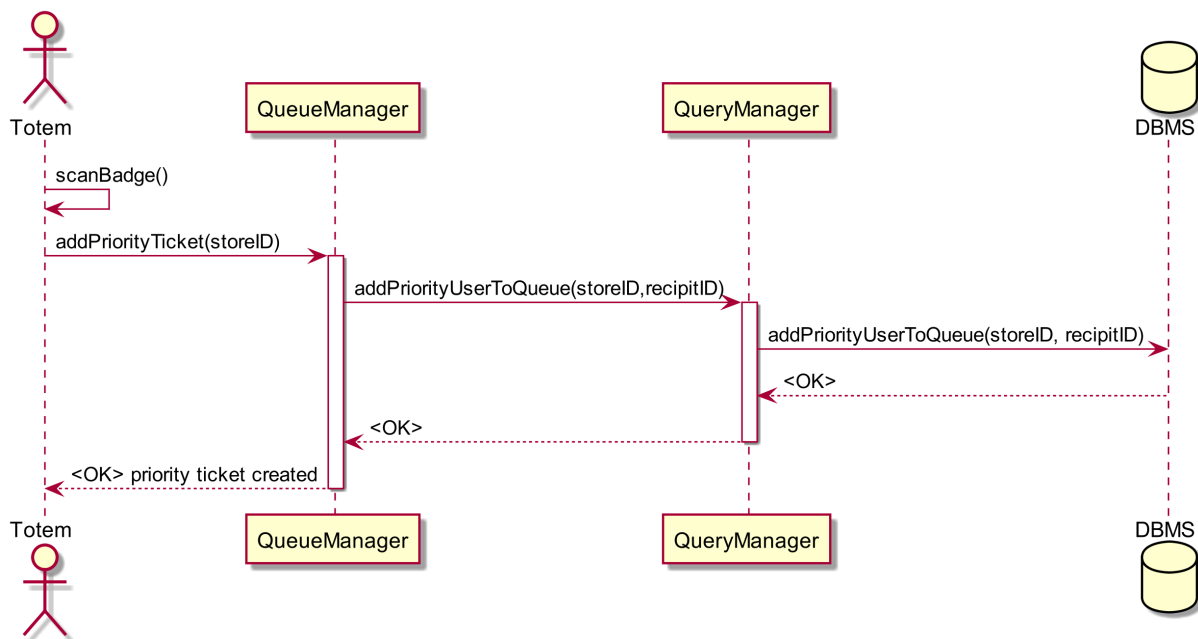 Totem
QueueManager
QueryManager
DBMS
scanBadge()
addPriorityTicket(storeID)
addPriorityUserToQueue(storeID,recipitID)
addPriorityUserToQueue(storeID, recipitID)
<OK>
<OK>
<OK> priority ticket created
Totem
QueueManager
QueryManager
DBMS